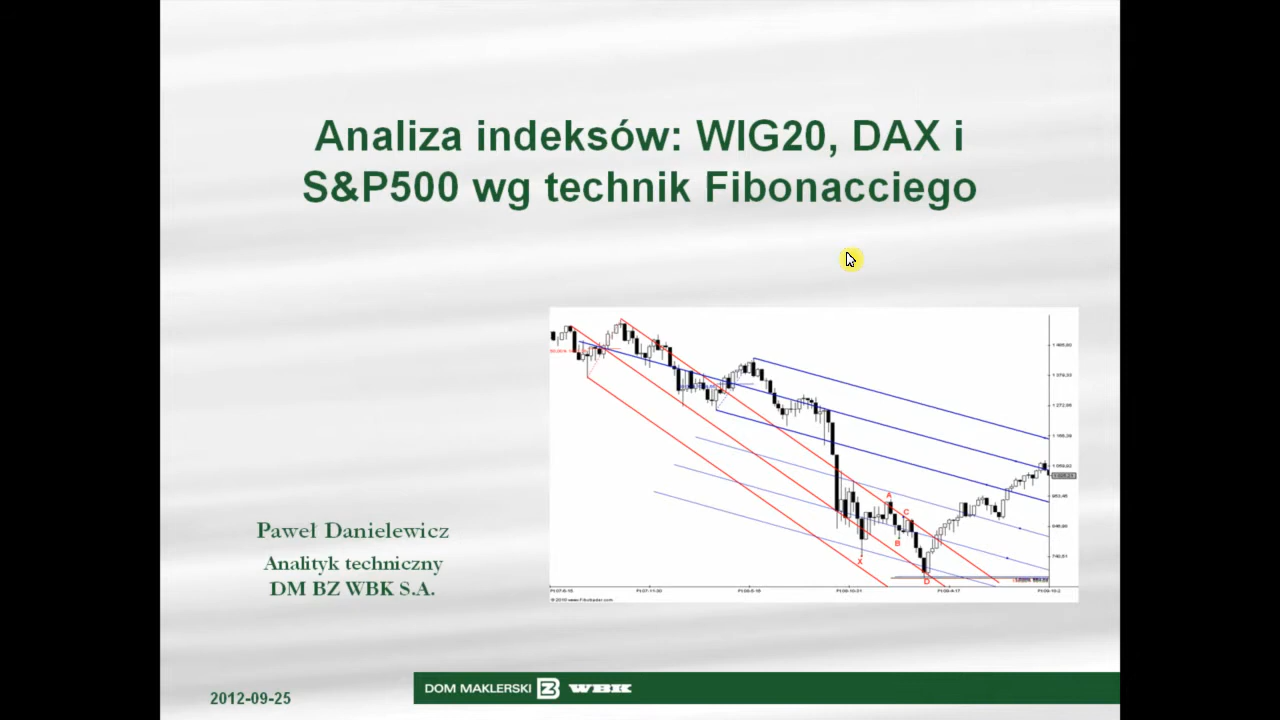 Analiza indeksów: WIG20, DAX i
S&P500 wg technik Fibonacciego
A
C
B
X
D
Paweł Danielewicz
Analityk techniczny
DM BZ WBK S.A.
2012-09-25
DOM MAKLERSKI Z WBK